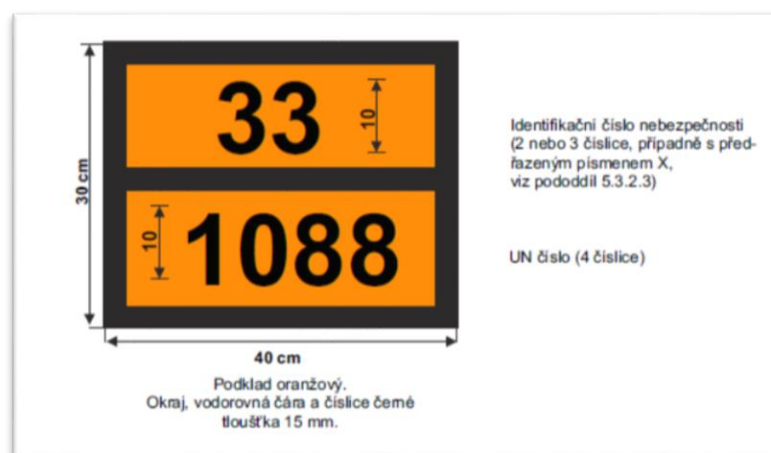 33
10
30 cm
10
1088
40 cm
Podklad oranžový.
Okraj, vodorovná čára a číslice černé
tloušťka 15 mm.
Identifikační číslo nebezpečnosti
(2 nebo 3 číslice, případně s před-
řazeným písmenem X,
viz pododdíl 5.3.2.3)
UN číslo (4 číslice)